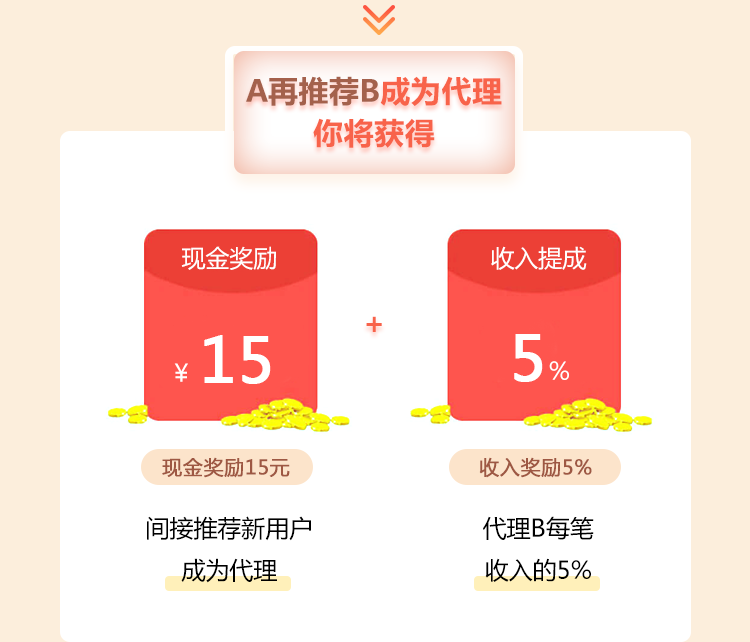 A再推荐B成为代理
你将获得
现金奖励
¥ 15
+
收入提成
5%
现金奖励15元
收入奖励5%
间接推荐新用户
成为代理
代理B每笔
收入的5%